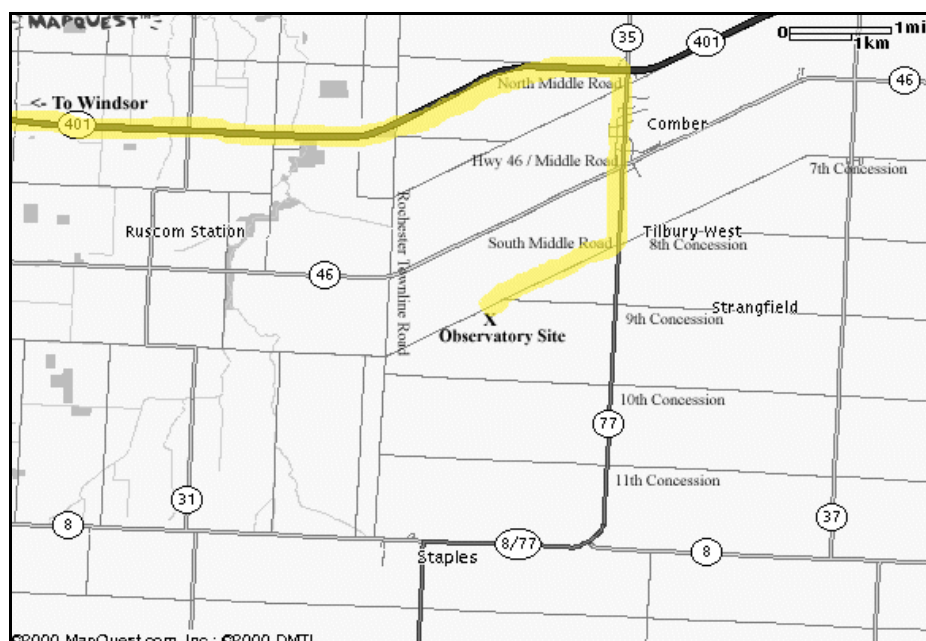 MAPQUEST™
35
401
0 1mi
1km
North Middle Road
46
<- To Windsor
401
Comber
Hwy 46 / Middle Road
7th Concession
Rochester Townline Road
Ruscom Station
South Middle Road
Tilbury-West
8th Concession
46
Strangfield
X
9th Concession
Observatory Site
10th Concession
77
11th Concession
31
37
8
8/77
8
Staples
©2000 MapQuest.com, Inc.; ©2000 DMTI